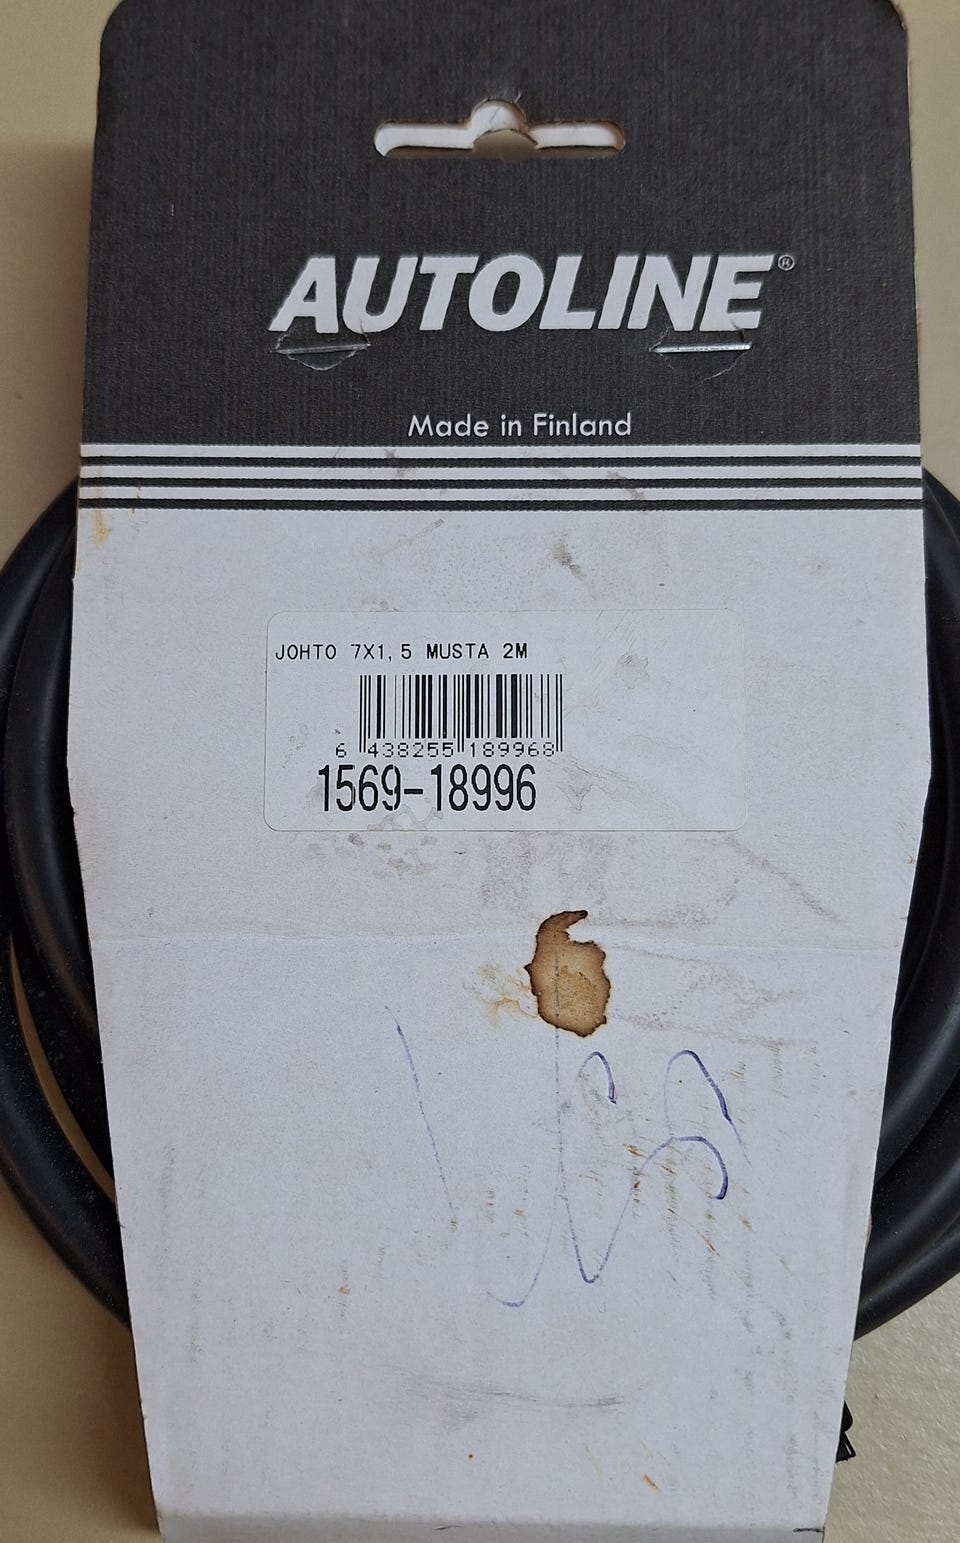 AUTOLINE®
Made in Finland
JOHTO 7X1,5 MUSTA 2M
6 438255 189968
1569-18996